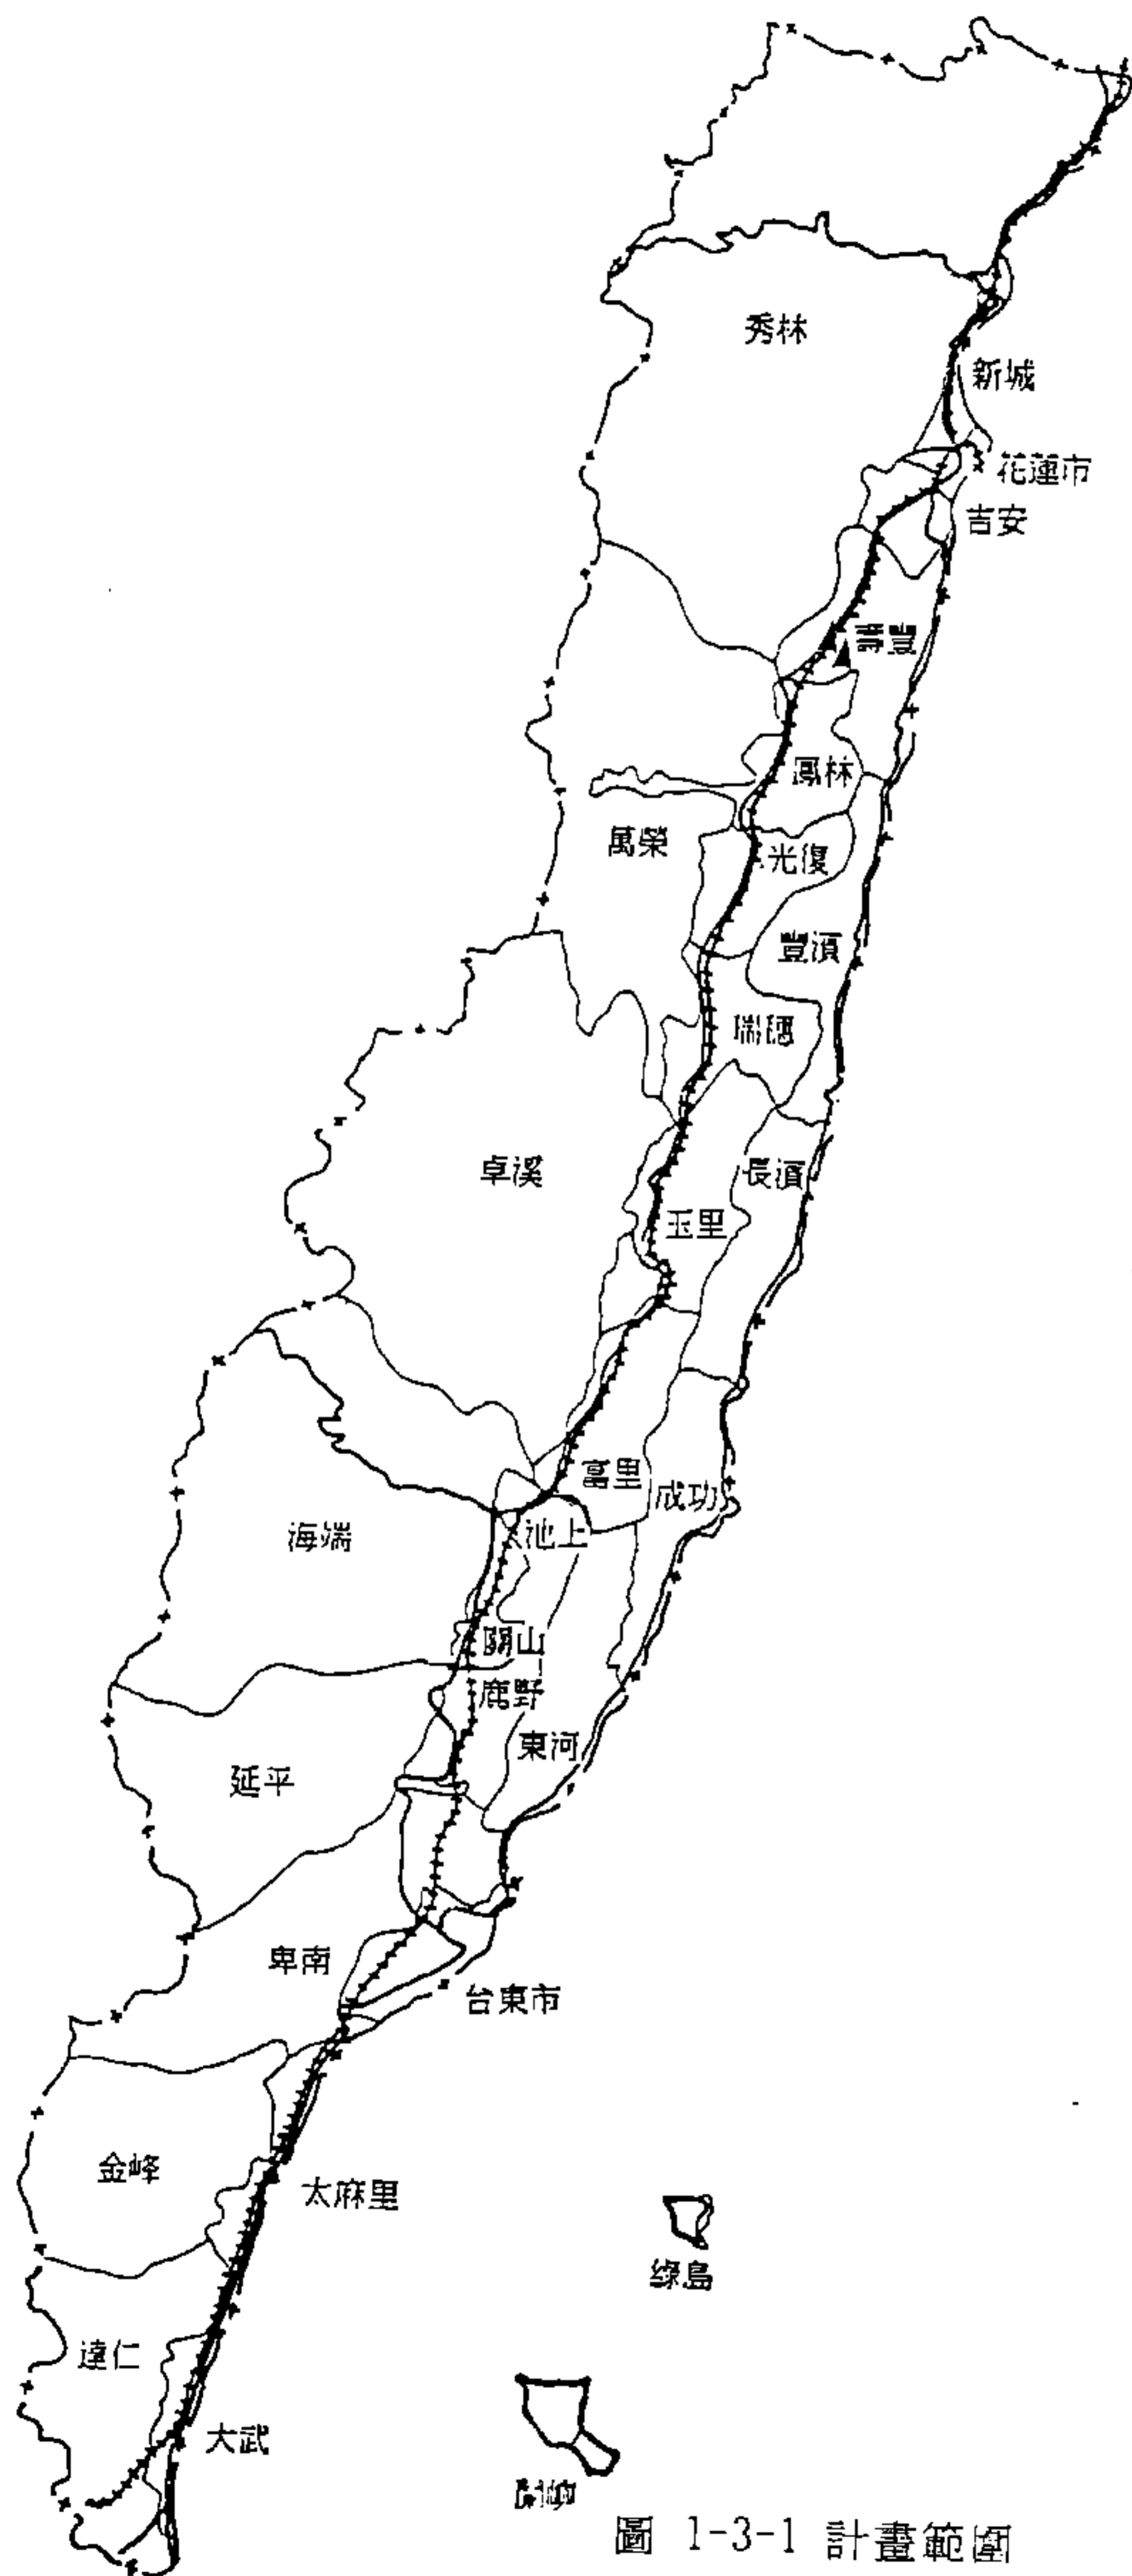 秀林
新城
花蓮市
吉安
壽豐
鳳林
萬榮
光復
豐濱
瑞穗
卓溪
長濱
玉里
富里
成功
海端
池上
關山
鹿野
東河
延平
卑南
台東市
金峰
太麻里
綠島
達仁
大武
圖 1-3-1 計畫範圍